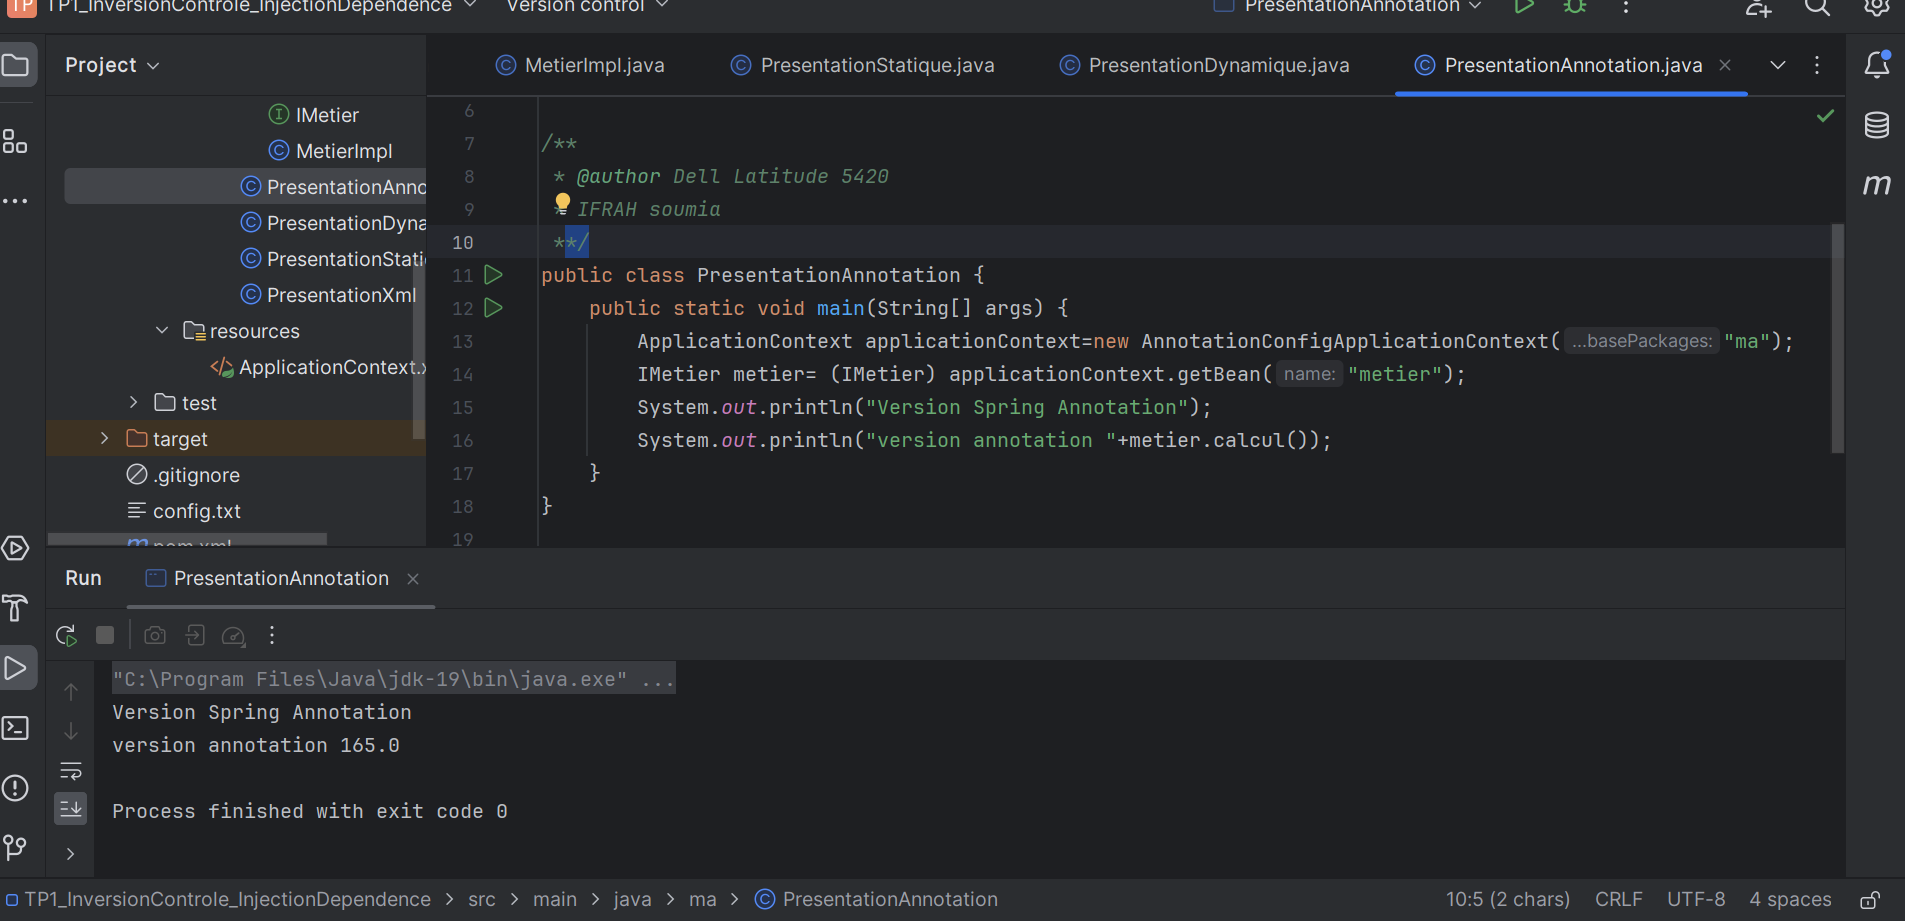 TP TP1_InversionControle_InjectionDependence Version control PresentationAnnotation
Project
MetierImpl.java PresentationStatique.java PresentationDynamique.java PresentationAnnotation.java
IMetier
MetierImpl
PresentationAnno
PresentationDyna
PresentationStati
PresentationXml
resources
ApplicationContext.x
test
target
.gitignore
config.txt
pom.xml
6
7 /**
8 * @author Dell Latitude 5420
9 * IFRAH soumia
10 **/
11 public class PresentationAnnotation {
12 public static void main(String[] args) {
13 ApplicationContext applicationContext=new AnnotationConfigApplicationContext( ...basePackages: "ma");
14 IMetier metier= (IMetier) applicationContext.getBean( name: "metier");
15 System.out.println("Version Spring Annotation");
16 System.out.println("version annotation "+metier.calcul());
17 }
18 }
19
Run PresentationAnnotation
"C:\Program Files\Java\jdk-19\bin\java.exe" ...
Version Spring Annotation
version annotation 165.0
Process finished with exit code 0
TP1_InversionControle_InjectionDependence > src > main > java > ma > PresentationAnnotation 10:5 (2 chars) CRLF UTF-8 4 spaces